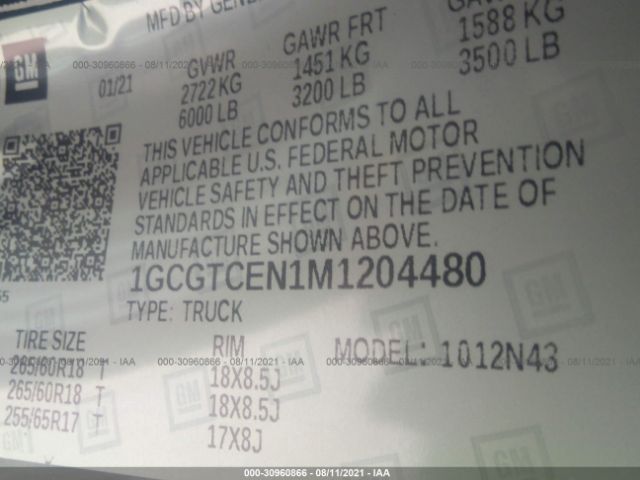 MFD BY GENE
GM
01/21
GVWR
2722 KG
6000 LB
GAWR FRT
1451 KG
3200 LB
GAWR
1588 KG
3500 LB
THIS VEHICLE CONFORMS TO ALL
APPLICABLE U.S. FEDERAL MOTOR
VEHICLE SAFETY AND THEFT PREVENTION
STANDARDS IN EFFECT ON THE DATE OF
MANUFACTURE SHOWN ABOVE.
1GCGTCEN1M1204480
TYPE: TRUCK
TIRE SIZE RIM MODEL: 1012N43
265/60R18 T 18X8.5J
265/60R18 T 18X8.5J
255/65R17 T 17X8J
000-30960866 - 08/11/2021 - IAA